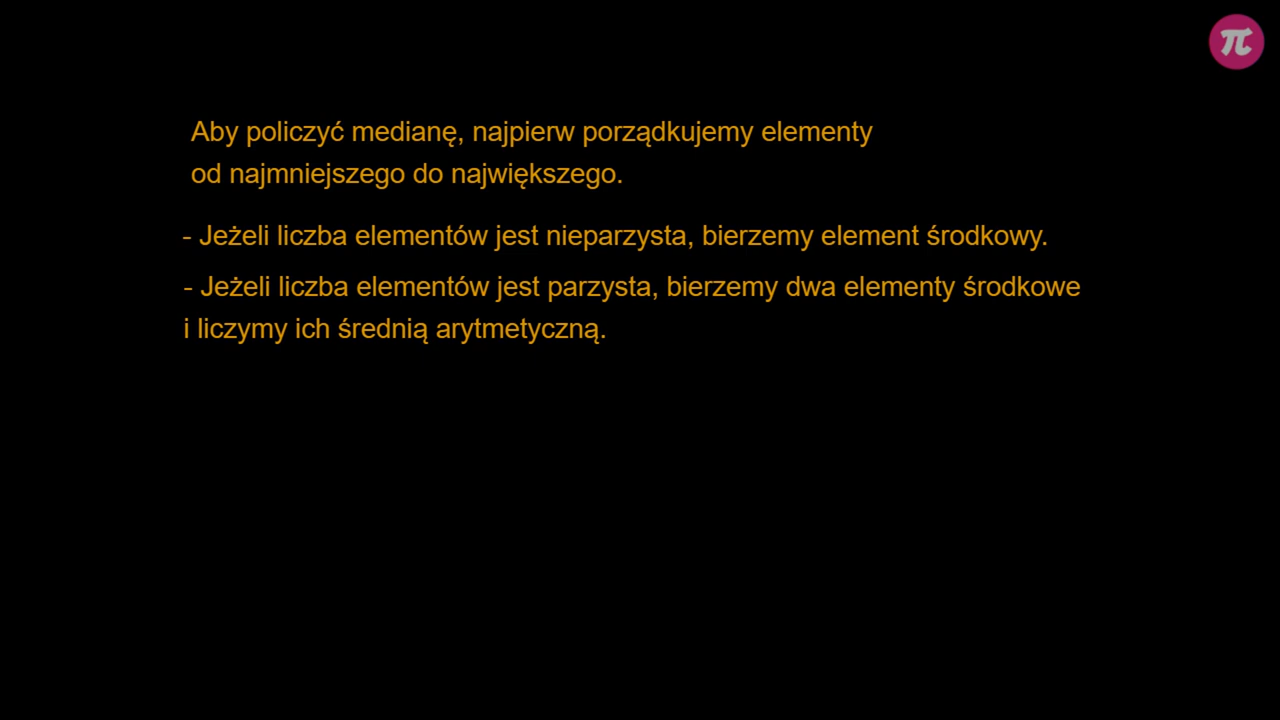 π
Aby policzyć medianę, najpierw porządkujemy elementy
od najmniejszego do największego.
- Jeżeli liczba elementów jest nieparzysta, bierzemy element środkowy.
- Jeżeli liczba elementów jest parzysta, bierzemy dwa elementy środkowe
i liczymy ich średnią arytmetyczną.